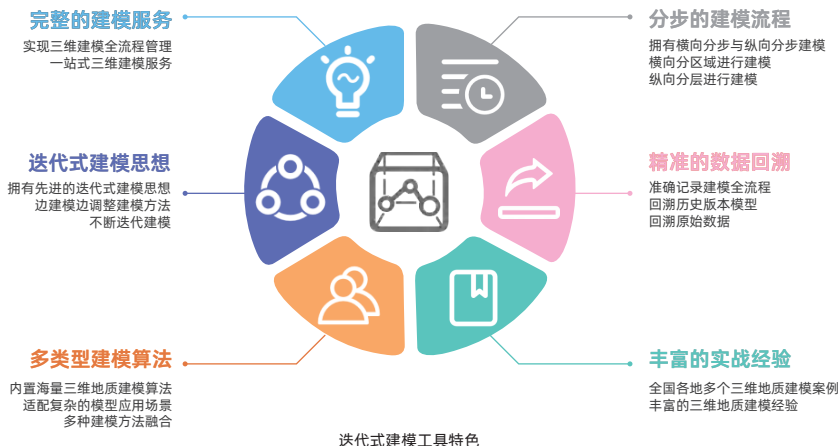 完整的建模服务
实现三维建模全流程管理
一站式三维建模服务
分步的建模流程
拥有横向分步与纵向分步建模
横向分区域进行建模
纵向分层进行建模
迭代式建模思想
拥有先进的迭代式建模思想
边建模边调整建模方法
不断迭代建模
精准的数据回溯
准确记录建模全流程
回溯历史版本模型
回溯原始数据
多类型建模算法
内置海量三维地质建模算法
适配复杂的模型应用场景
多种建模方法融合
丰富的实战经验
全国各地多个三维地质建模案例
丰富的三维地质建模经验
迭代式建模工具特色